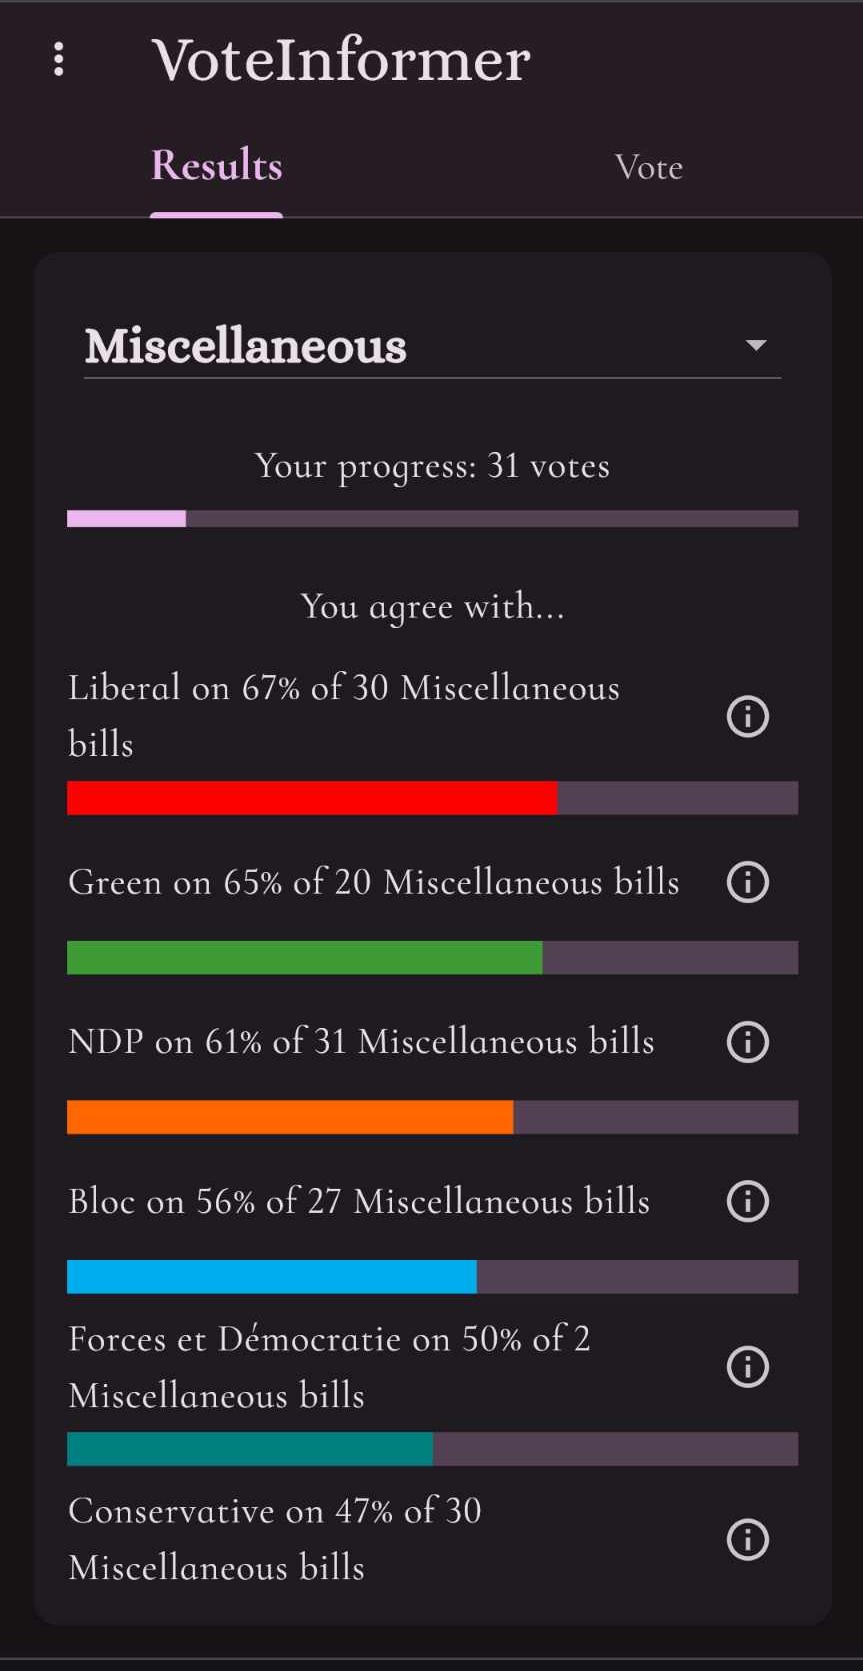 VoteInformer
Results
Vote
Miscellaneous
Your progress: 31 votes
You agree with...
Liberal on 67% of 30 Miscellaneous
bills
Green on 65% of 20 Miscellaneous bills
NDP on 61% of 31 Miscellaneous bills
Bloc on 56% of 27 Miscellaneous bills
Forces et Démocratie on 50% of 2
Miscellaneous bills
Conservative on 47% of 30
Miscellaneous bills